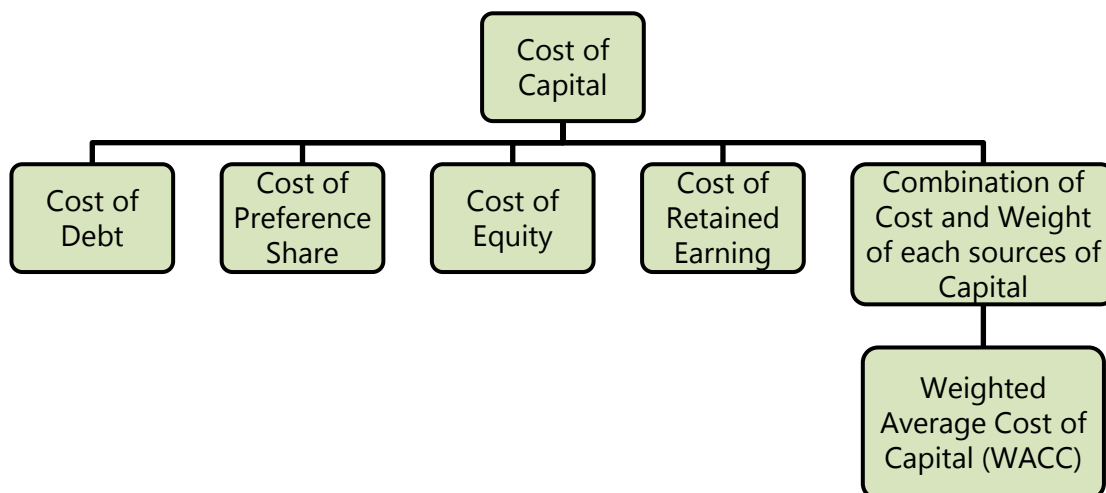 Cost of
Capital
Cost of
Debt
Cost of
Preference
Share
Cost of
Equity
Cost of
Retained
Earning
Combination of
Cost and Weight
of each sources of
Capital
Weighted
Average Cost of
Capital (WACC)